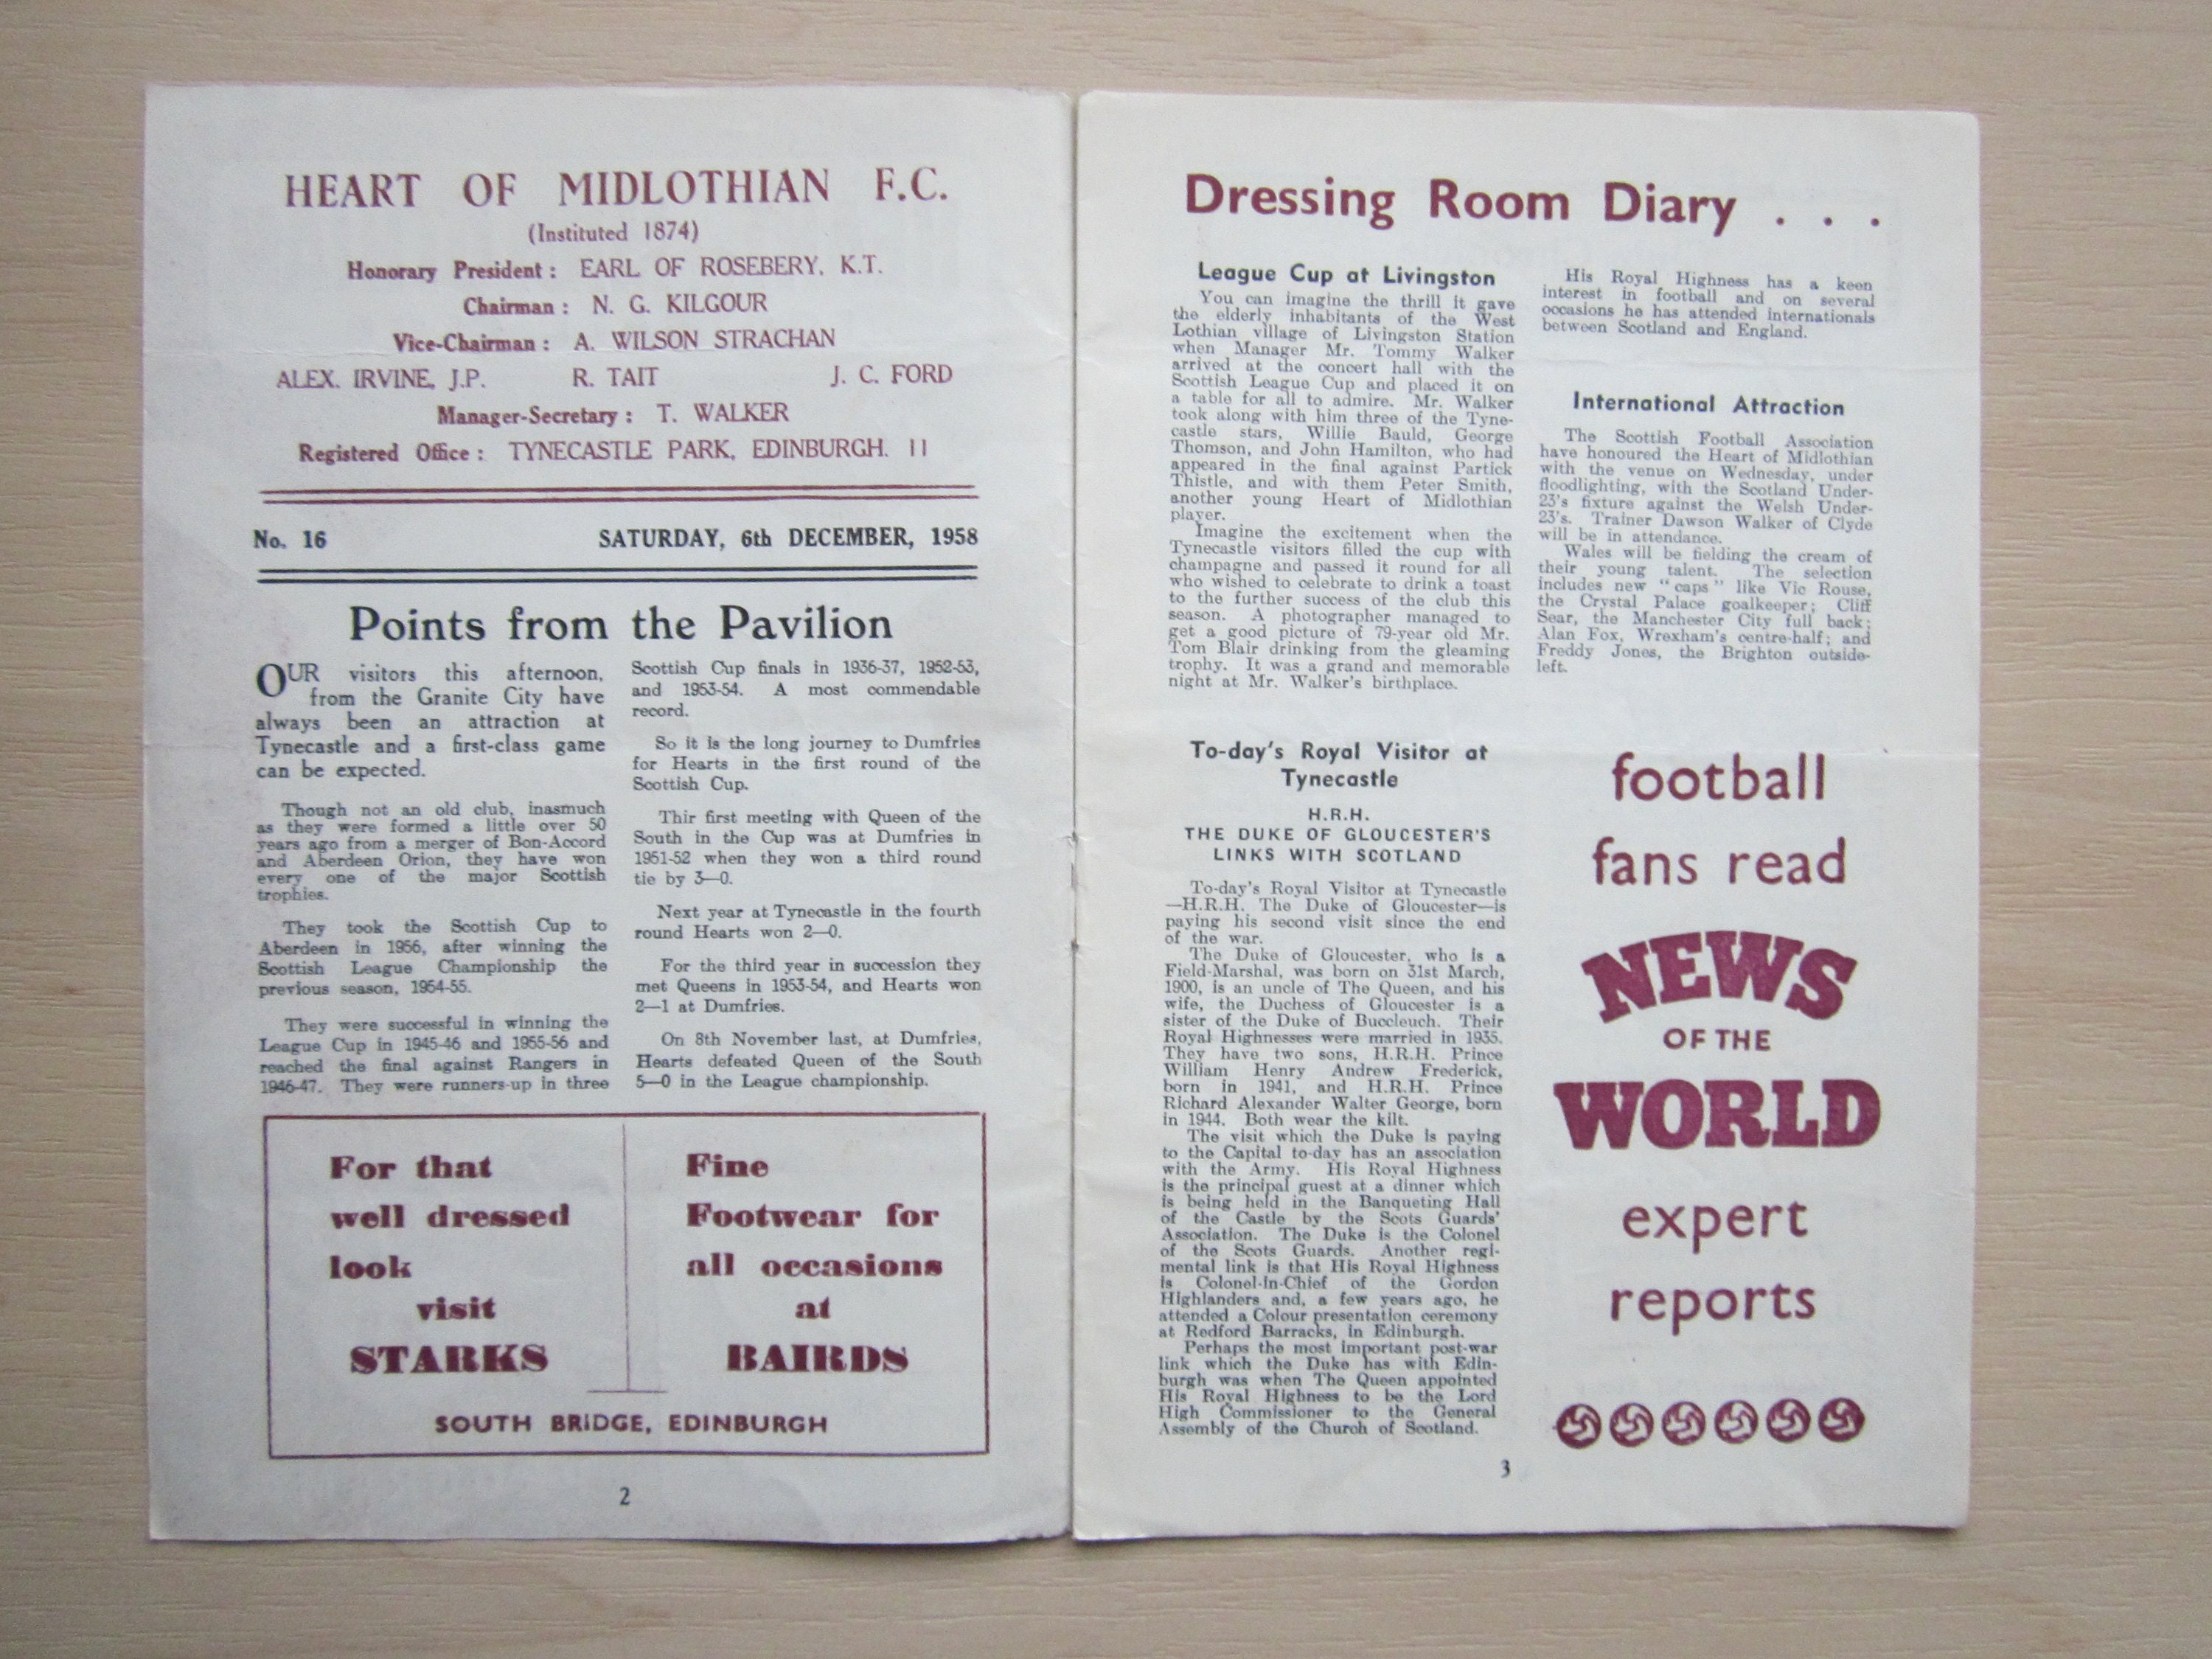 HEART OF MIDLOTHIAN F.C.
(Instituted 1874)
Honorary President : EARL OF ROSEBERY, K.T.
Chairman : N. G. KILGOUR
Vice-Chairman : A. WILSON STRACHAN
ALEX. IRVINE, J.P. R. TAIT J. C. FORD
Manager-Secretary : T. WALKER
Registered Office : TYNECASTLE PARK, EDINBURGH. 11
No. 16 SATURDAY, 6th DECEMBER, 1958
Points from the Pavilion
OUR visitors this afternoon,
from the Granite City have
always been an attraction at
Tynecastle and a first-class game
can be expected.
Though not an old club, inasmuch
as they were formed a little over 50
years ago from a merger of Bon-Accord
and Aberdeen Orion, they have won
every one of the major Scottish
trophies.
They took the Scottish Cup to
Aberdeen in 1956, after winning the
Scottish League Championship the
previous season, 1954-55.
They were successful in winning the
League Cup in 1945-46 and 1955-56 and
reached the final against Rangers in
1946-47. They were runners-up in three
Scottish Cup finals in 1936-37, 1952-53,
and 1953-54. A most commendable
record.
So it is the long journey to Dumfries
for Hearts in the first round of the
Scottish Cup.
Thir first meeting with Queen of the
South in the Cup was at Dumfries in
1951-52 when they won a third round
tie by 3—0.
Next year at Tynecastle in the fourth
round Hearts won 2—0.
For the third year in succession they
met Queens in 1953-54, and Hearts won
2—1 at Dumfries.
On 8th November last, at Dumfries,
Hearts defeated Queen of the South
5—0 in the League championship.
For that
well dressed
look
visit
STARKS
Fine
Footwear for
all occasions
at
BAIRDS
SOUTH BRIDGE, EDINBURGH
2
Dressing Room Diary . . .
League Cup at Livingston
You can imagine the thrill it gave
the elderly inhabitants of the West
Lothian village of Livingston Station
when Manager Mr. Tommy Walker
arrived at the concert hall with the
Scottish League Cup and placed it on
a table for all to admire. Mr. Walker
took along with him three of the Tyne-
castle stars, Willie Bauld, George
Thomson, and John Hamilton, who had
appeared in the final against Partick
Thistle, and with them Peter Smith,
another young Heart of Midlothian
player.
Imagine the excitement when the
Tynecastle visitors filled the cup with
champagne and passed it round for all
who wished to celebrate to drink a toast
to the further success of the club this
season. A photographer managed to
get a good picture of 79-year old Mr.
Tom Blair drinking from the gleaming
trophy. It was a grand and memorable
night at Mr. Walker's birthplace.
To-day's Royal Visitor at
Tynecastle
H.R.H.
THE DUKE OF GLOUCESTER'S
LINKS WITH SCOTLAND
To-day's Royal Visitor at Tynecastle
—H.R.H. The Duke of Gloucester—is
paying his second visit since the end
of the war.
The Duke of Gloucester, who is a
Field-Marshal, was born on 31st March,
1900, is an uncle of The Queen, and his
wife, the Duchess of Gloucester is a
sister of the Duke of Buccleuch. Their
Royal Highnesses were married in 1935.
They have two sons, H.R.H. Prince
William Henry Andrew Frederick,
born in 1941, and H.R.H. Prince
Richard Alexander Walter George, born
in 1944. Both wear the kilt.
The visit which the Duke is paying
to the Capital to-day has an association
with the Army. His Royal Highness
is the principal guest at a dinner which
is being held in the Banqueting Hall
of the Castle by the Scots Guards'
Association. The Duke is the Colonel
of the Scots Guards. Another regi-
mental link is that His Royal Highness
is Colonel-in-Chief of the Gordon
Highlanders and, a few years ago, he
attended a Colour presentation ceremony
at Redford Barracks, in Edinburgh.
Perhaps the most important post-war
link which the Duke has with Edin-
burgh was when The Queen appointed
His Royal Highness to be the Lord
High Commissioner to the General
Assembly of the Church of Scotland.
His Royal Highness has a keen
interest in football and on several
occasions he has attended internationals
between Scotland and England.
International Attraction
The Scottish Football Association
have honoured the Heart of Midlothian
with the venue on Wednesday, under
floodlighting, with the Scotland Under-
23's fixture against the Welsh Under-
23's. Trainer Dawson Walker of Clyde
will be in attendance.
Wales will be fielding the cream of
their young talent. The selection
includes new "caps" like Vic Rouse,
the Crystal Palace goalkeeper; Cliff
Sear, the Manchester City full back;
Alan Fox, Wrexham's centre-half; and
Freddy Jones, the Brighton outside-
left.
football
fans read
NEWS
OF THE
WORLD
expert
reports
3